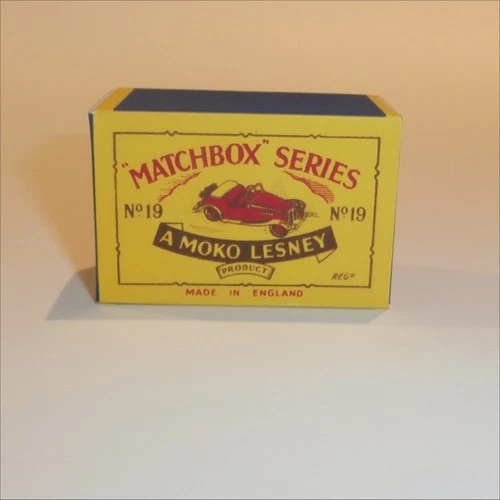 "MATCHBOX" SERIES
Nº19 Nº19
A MOKO LESNEY
PRODUCT
REGD
MADE IN ENGLAND